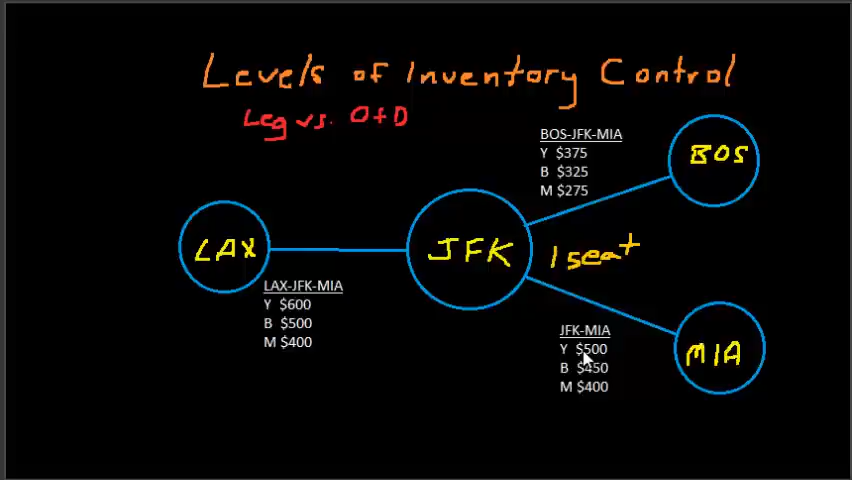 Levels of Inventory Control
Leg vs. O+D
BOS-JFK-MIA
Y $375
B $325
M $275
BOS
LAX
JFK
1 seat
LAX-JFK-MIA
Y $600
B $500
M $400
JFK-MIA
Y $500
B $450
M $400
MIA